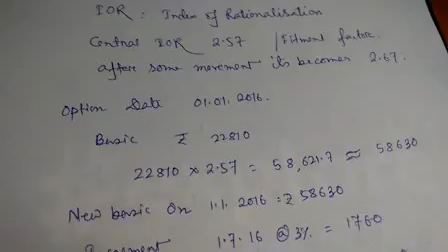 IOR : Index of Rationalisation
Central IOR 2.57 / Fitment factor
after some movement its becomes 2.67.
Option Date 01.01.2016.
Basic ₹ 22810
22810 × 2.57 = 58,621.7 ≈ 58630
New basic on 1.1.2016 = ₹ 58630
1.7.16 @ 3% = 1760